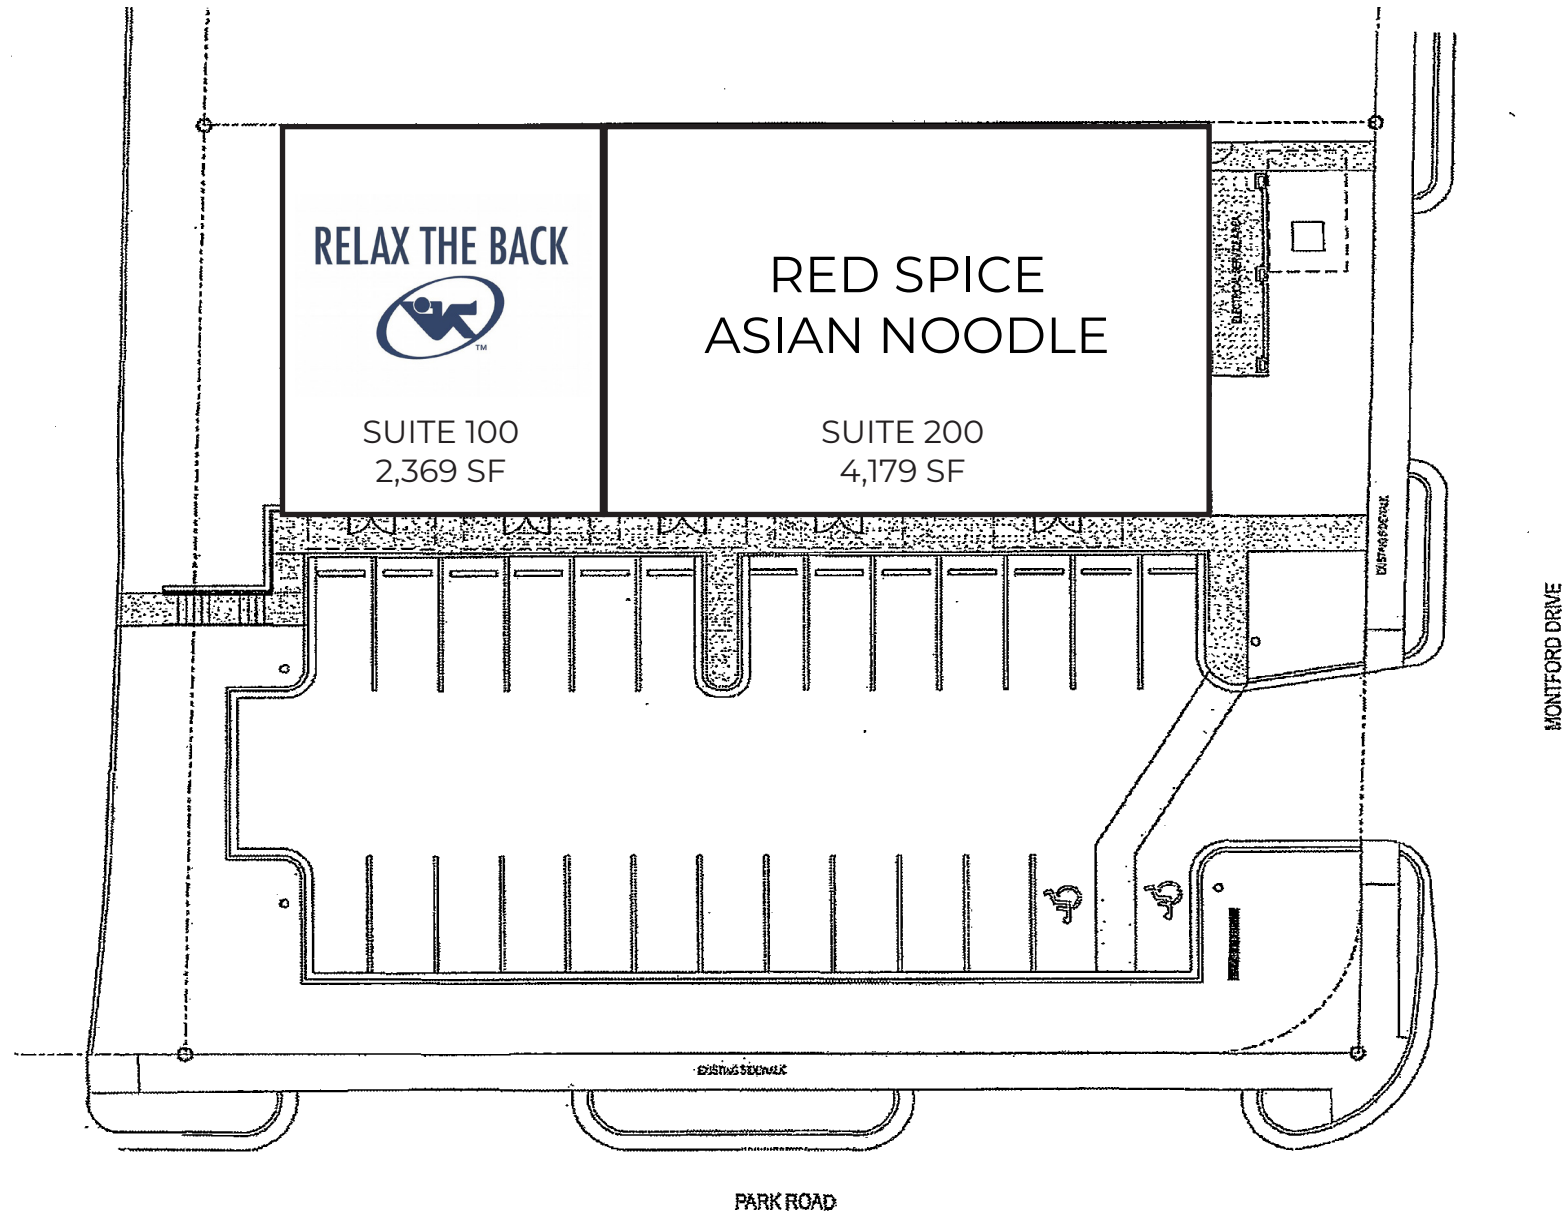 RELAX THE BACK
TM
RED SPICE
ASIAN NOODLE
SUITE 100
2,369 SF
SUITE 200
4,179 SF
ELECTRICAL SERVICE AREA
EXISTING SIDEWALK
MONTFORD DRIVE
EXISTING SIDEWALK
PARK ROAD